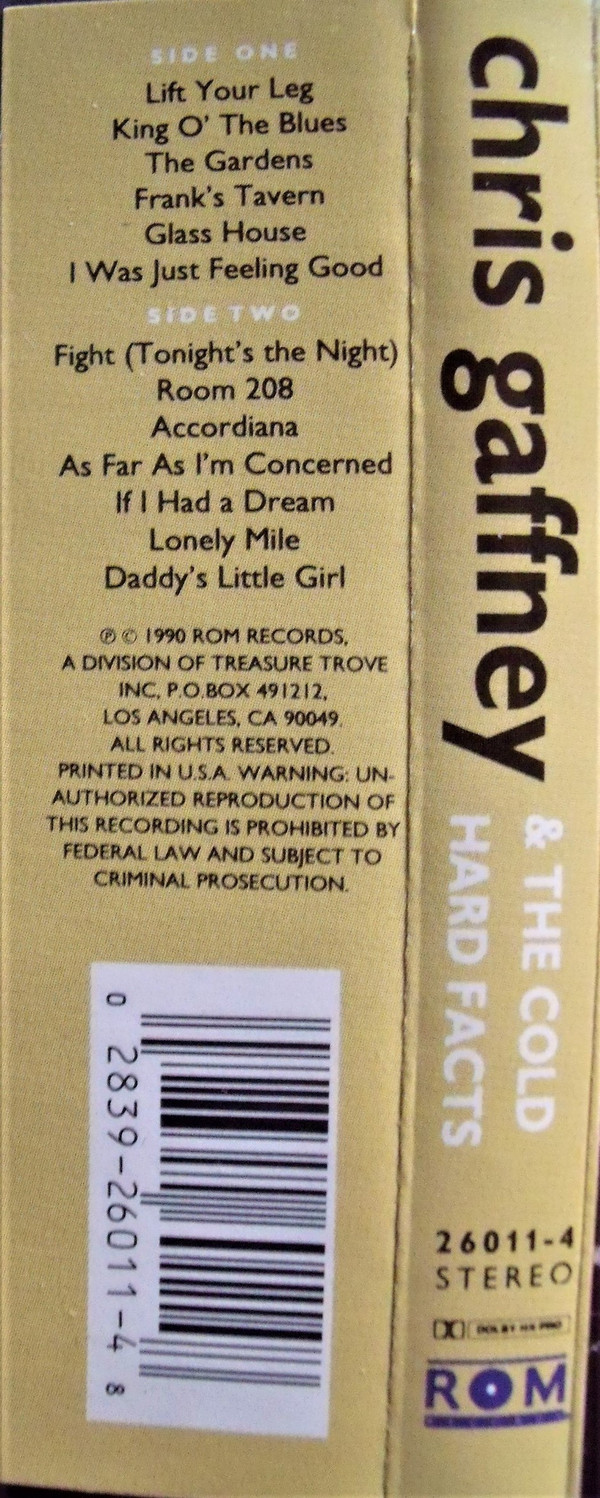 SIDE ONE
Lift Your Leg
King O' The Blues
The Gardens
Frank's Tavern
Glass House
I Was Just Feeling Good
SIDE TWO
Fight (Tonight's the Night)
Room 208
Accordiana
As Far As I'm Concerned
If I Had a Dream
Lonely Mile
Daddy's Little Girl
℗ © 1990 ROM RECORDS,
A DIVISION OF TREASURE TROVE
INC, P.O.BOX 491212,
LOS ANGELES, CA 90049.
ALL RIGHTS RESERVED.
PRINTED IN U.S.A. WARNING: UN-
AUTHORIZED REPRODUCTION OF
THIS RECORDING IS PROHIBITED BY
FEDERAL LAW AND SUBJECT TO
CRIMINAL PROSECUTION.
0 2839-26011-4 8
chris gaffney
& THE COLD
HARD FACTS
26011-4
STEREO
DOLBY HX PRO
ROM